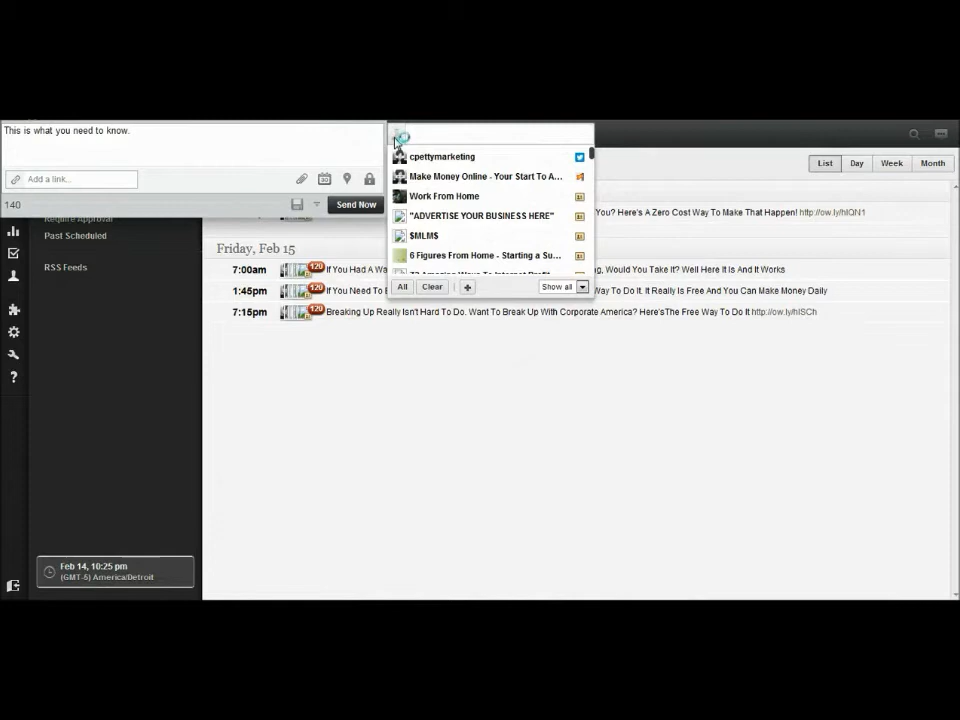 This is what you need to know.
Add a link...
140
Send Now
cpettymarketing
Make Money Online - Your Start To A...
Work From Home
"ADVERTISE YOUR BUSINESS HERE"
$MLM$
6 Figures From Home - Starting a Su...
All
Clear
Show all
List
Day
Week
Month
Past Scheduled
RSS Feeds
You? Here's A Zero Cost Way To Make That Happen! http://ow.ly/hlQN1
Friday, Feb 15
7:00am 120 If You Had A Wa
g, Would You Take It? Well Here It Is And It Works
1:45pm 120 If You Need To E
Way To Do It. It Really Is Free And You Can Make Money Daily
7:15pm 120 Breaking Up Really Isn't Hard To Do. Want To Break Up With Corporate America? Here'sThe Free Way To Do It http://ow.ly/hlSCh
Feb 14, 10:25 pm
(GMT-5) America/Detroit